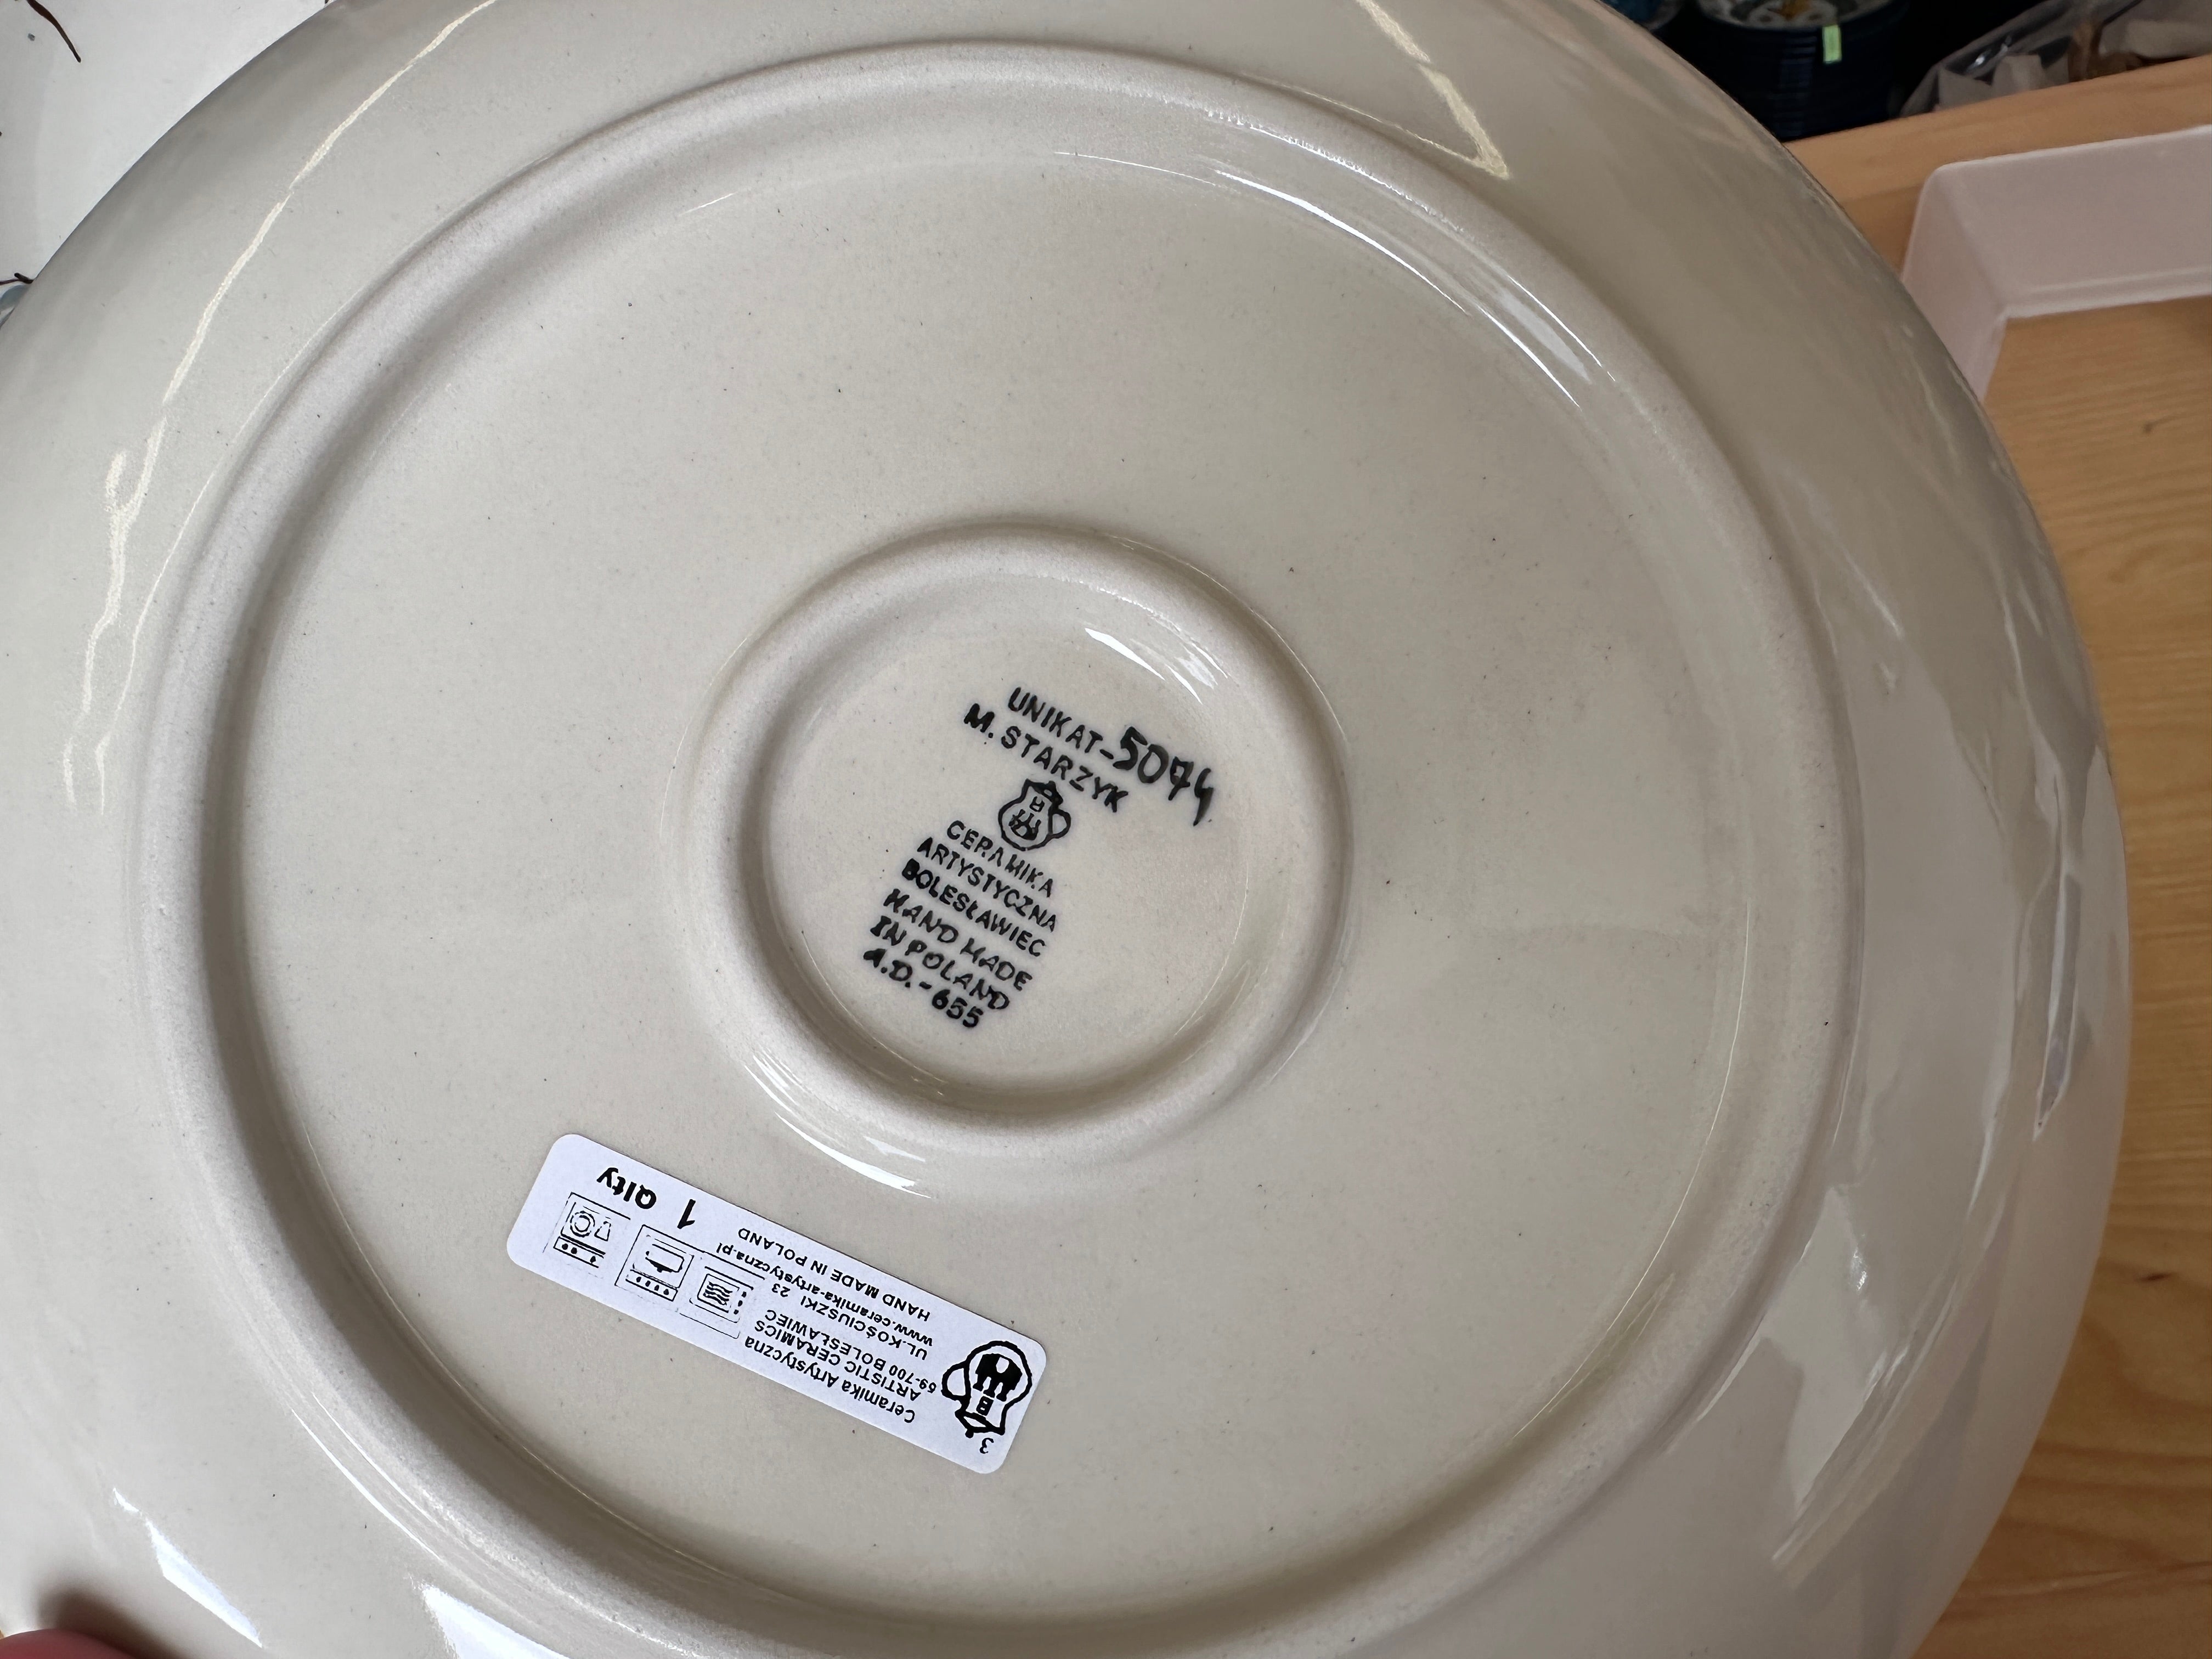 UNIKAT-5074
M. STARZYK
B
CERAMIKA
ARTYSTYCZNA
BOLESŁAWIEC
HAND MADE
IN POLAND
A.D.-655
3
B
Ceramika Artystyczna
ARTISTIC CERAMICS
59-700 BOLESŁAWIEC
UL.KOŚCIUSZKI 23
www.ceramika-artystyczna.pl
HAND MADE IN POLAND
1 Qlty